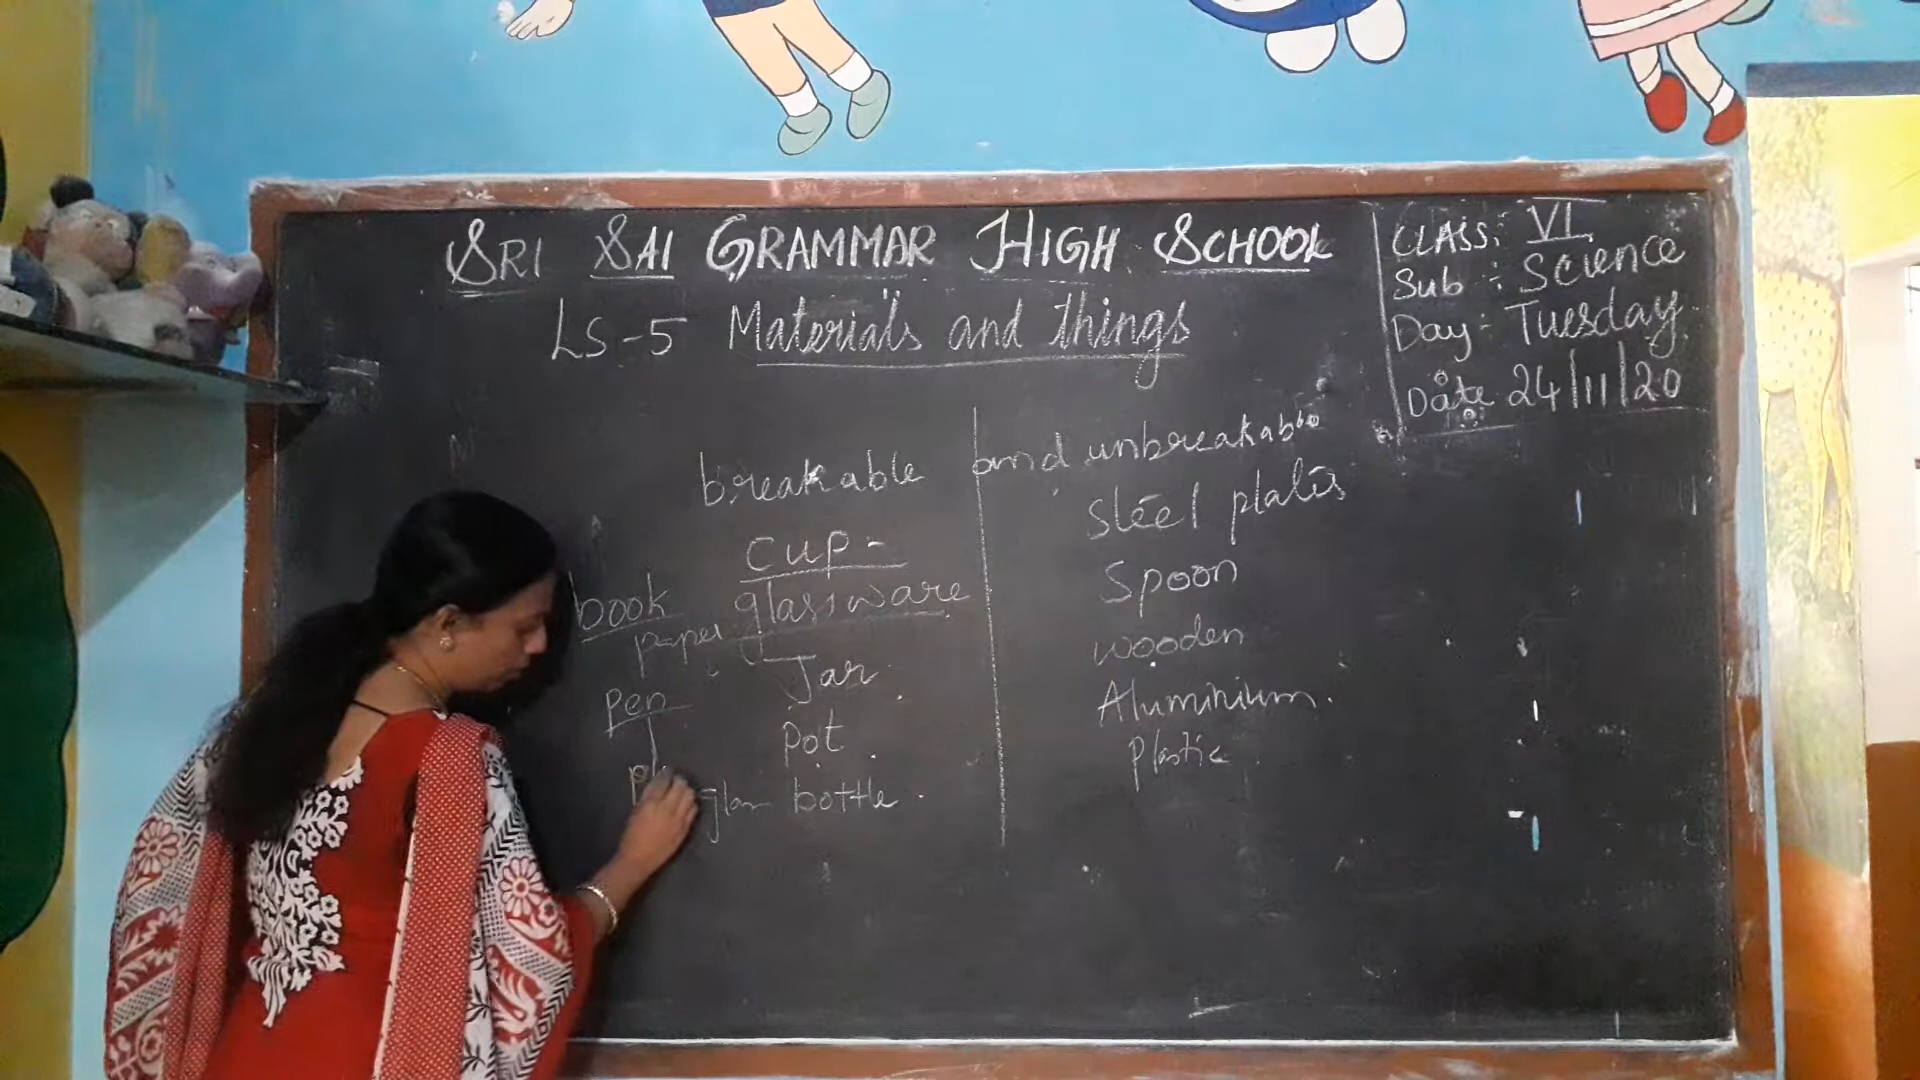 SRI SAI GRAMMAR HIGH SCHOOL
LS-5 Materials and things
CLASS: VI
Sub : Science
Day : Tuesday
Date 24/11/20
breakable and unbreakable
Cup -
glassware
Jar
Pot
glass bottle.
book
paper
Pen
Steel plates
Spoon
wooden
Aluminium.
Plastic